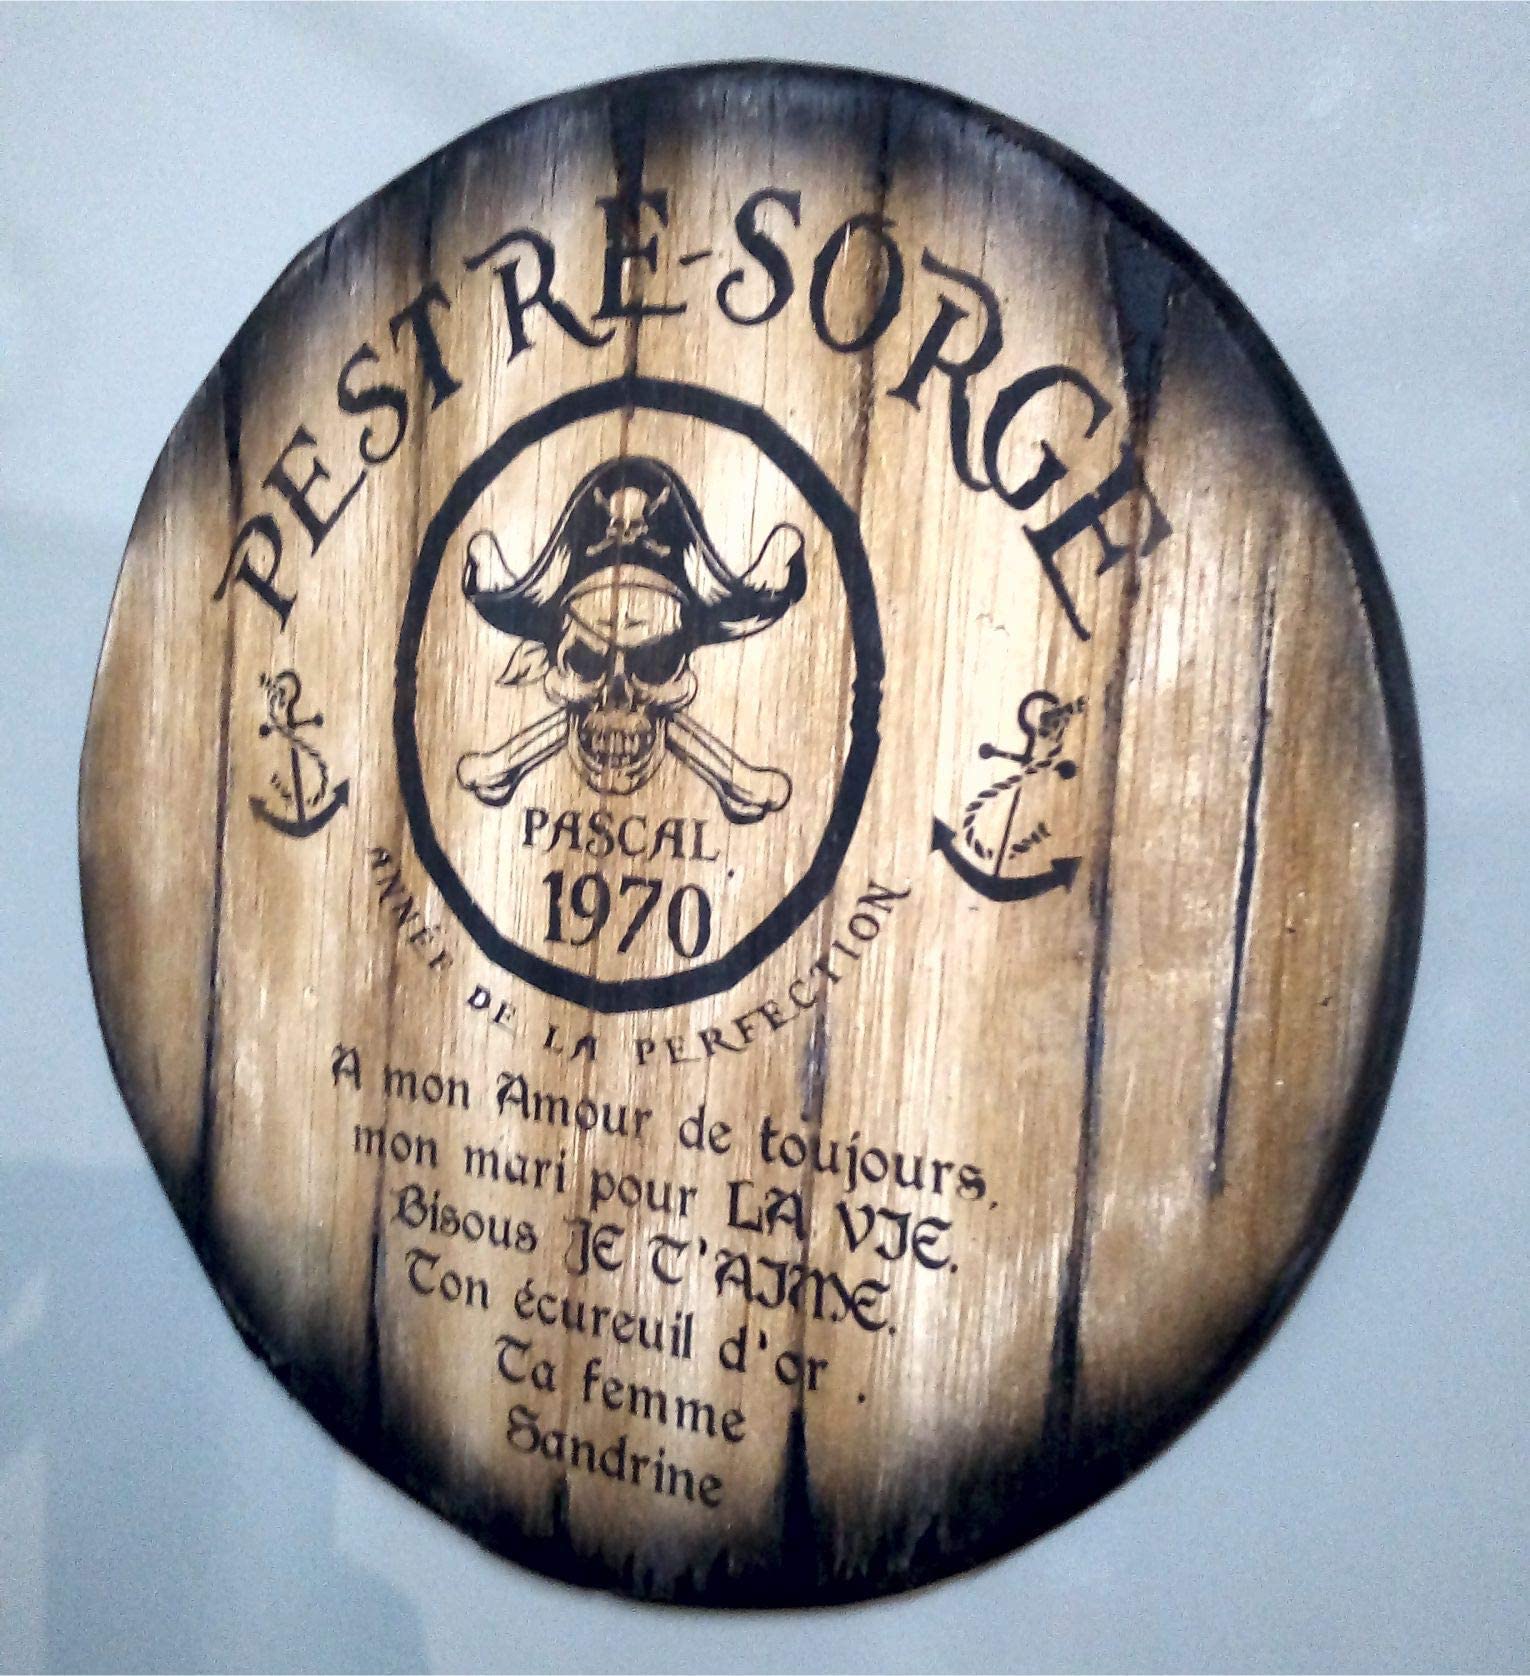 PESTRE-SORGE
PASCAL
1970
ANNÉE DE LA PERFECTION
A mon Amour de toujours,
mon mari pour LA VIE.
Bisous JE T'AIME.
Ton écureuil d'or .
Ta femme
Sandrine